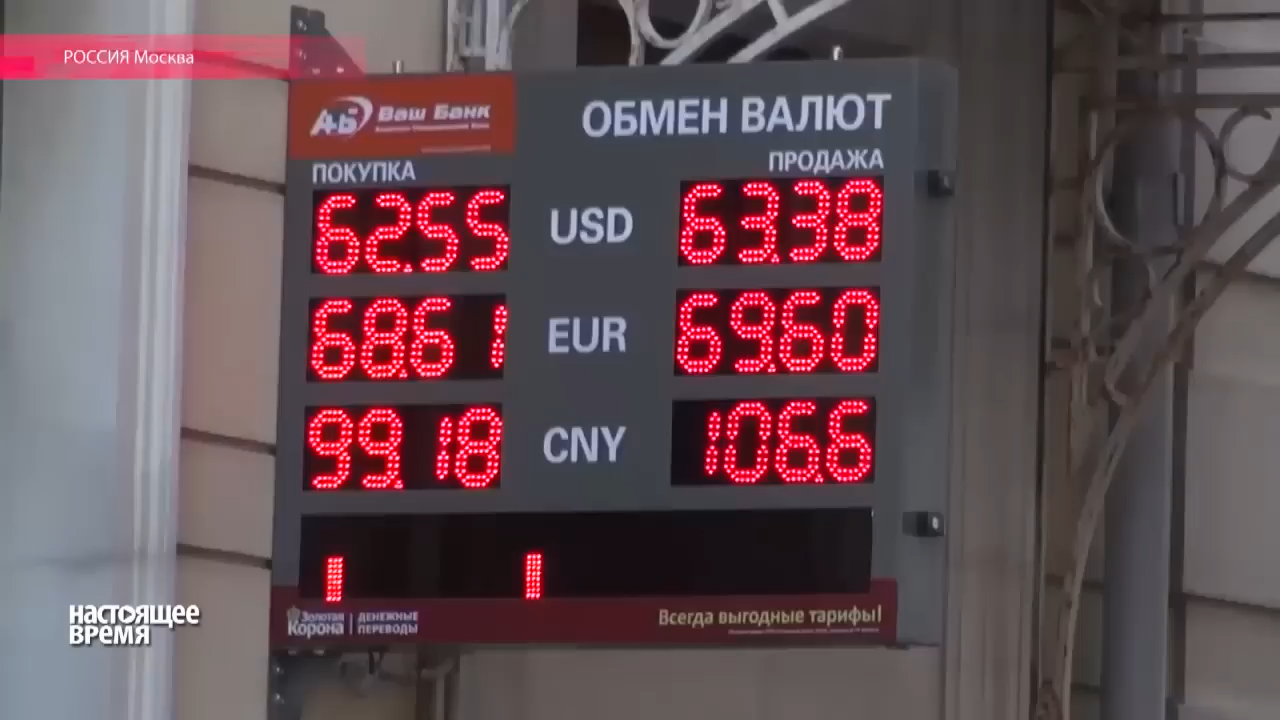 РОССИЯ Москва
АБ Ваш Банк
ОБМЕН ВАЛЮТ
ПОКУПКА
ПРОДАЖА
62.55 USD 63.38
68.61 EUR 69.60
99.18 CNY 106.6
Золотая Корона
ДЕНЕЖНЫЕ ПЕРЕВОДЫ
Всегда выгодные тарифы!
НАСТОЯЩЕЕ
ВРЕМЯ